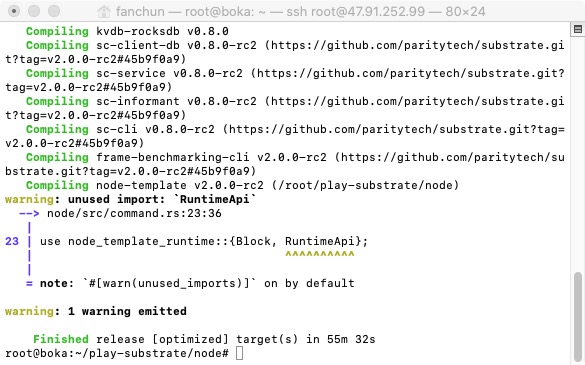 fanchun — root@boka: ~ — ssh root@47.91.252.99 — 80×24
Compiling kvdb-rocksdb v0.8.0
Compiling sc-client-db v0.8.0-rc2 (https://github.com/paritytech/substrate.gi
t?tag=v2.0.0-rc2#45b9f0a9)
Compiling sc-service v0.8.0-rc2 (https://github.com/paritytech/substrate.git?
tag=v2.0.0-rc2#45b9f0a9)
Compiling sc-informant v0.8.0-rc2 (https://github.com/paritytech/substrate.gi
t?tag=v2.0.0-rc2#45b9f0a9)
Compiling sc-cli v0.8.0-rc2 (https://github.com/paritytech/substrate.git?tag=
v2.0.0-rc2#45b9f0a9)
Compiling frame-benchmarking-cli v2.0.0-rc2 (https://github.com/paritytech/su
bstrate.git?tag=v2.0.0-rc2#45b9f0a9)
Compiling node-template v2.0.0-rc2 (/root/play-substrate/node)
warning: unused import: `RuntimeApi`
--> node/src/command.rs:23:36
|
23 | use node_template_runtime::{Block, RuntimeApi};
| ^^^^^^^^^^
|
= note: `#[warn(unused_imports)]` on by default
warning: 1 warning emitted
Finished release [optimized] target(s) in 55m 32s
root@boka:~/play-substrate/node#